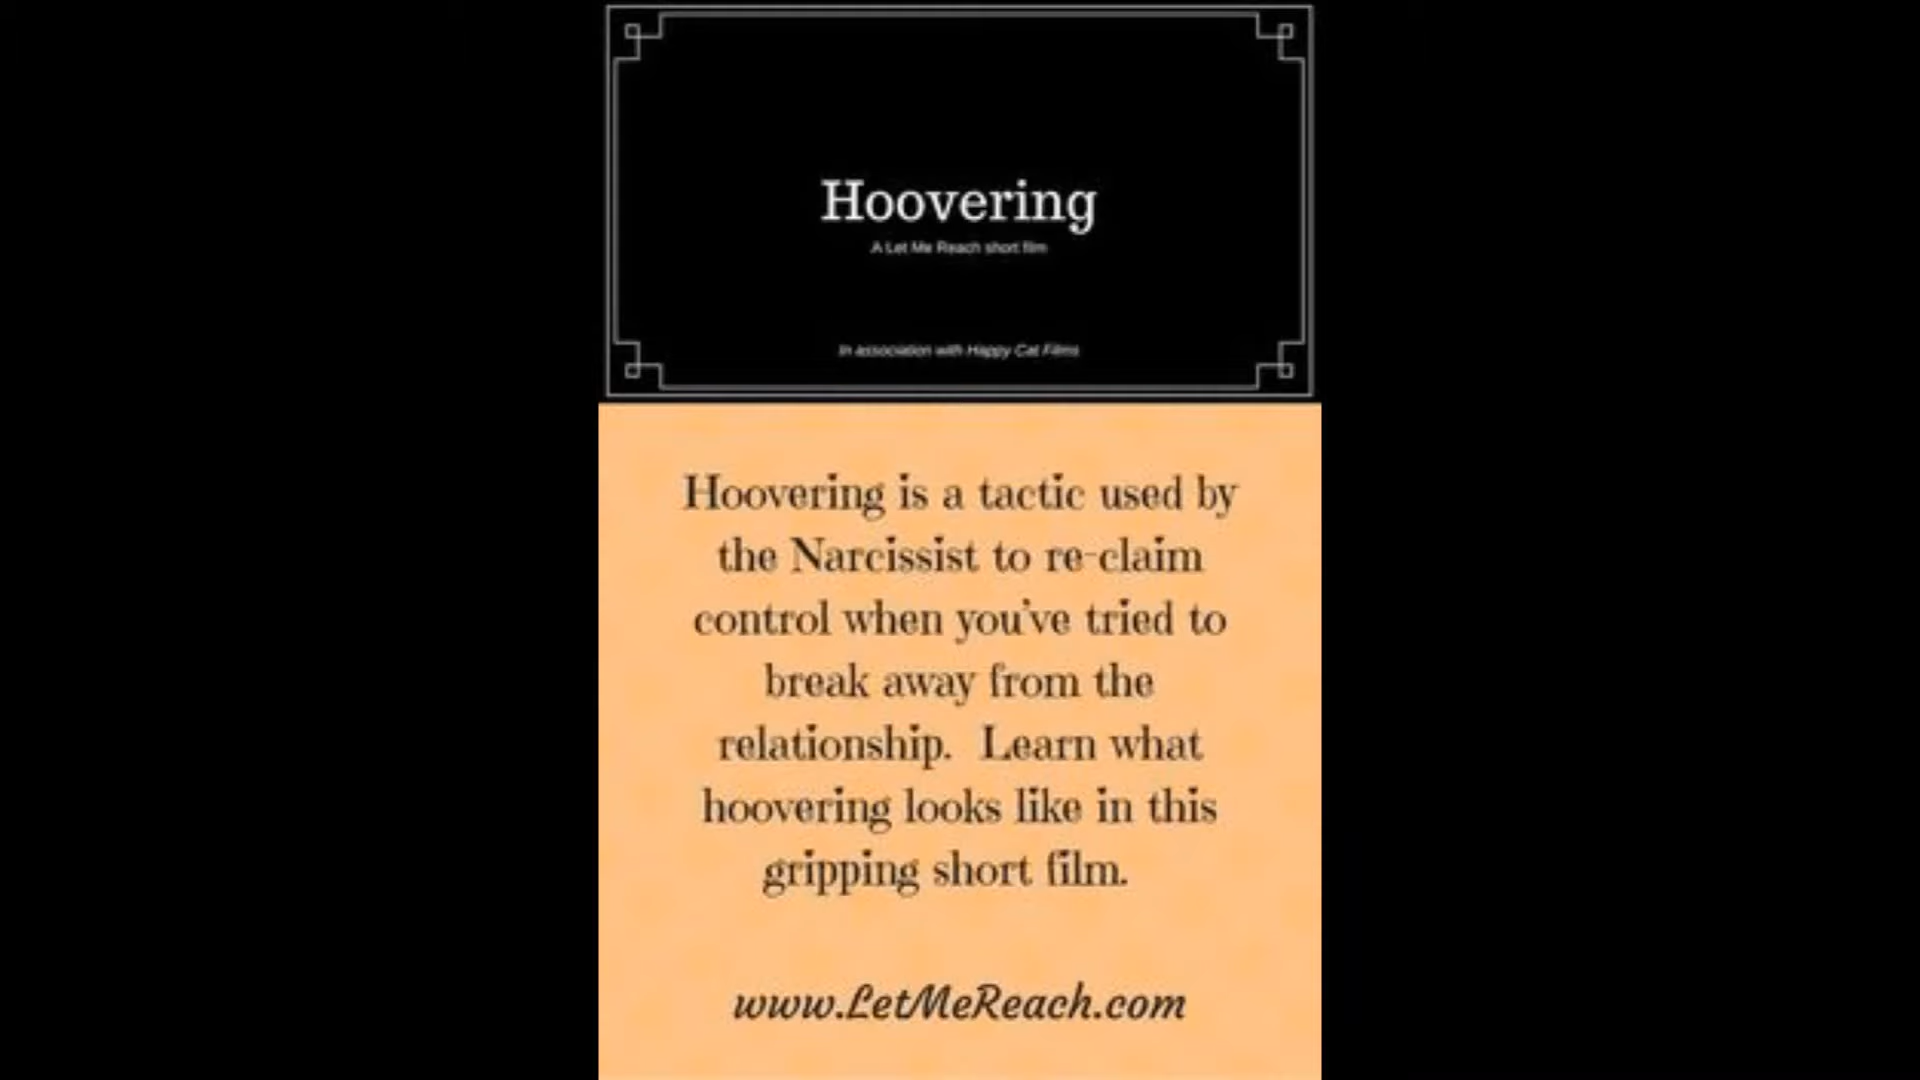 Hoovering
A Let Me Reach short film
In association with Happy Cat Films
Hoovering is a tactic used by
the Narcissist to re-claim
control when you've tried to
break away from the
relationship.  Learn what
hoovering looks like in this
gripping short film.
www.LetMeReach.com